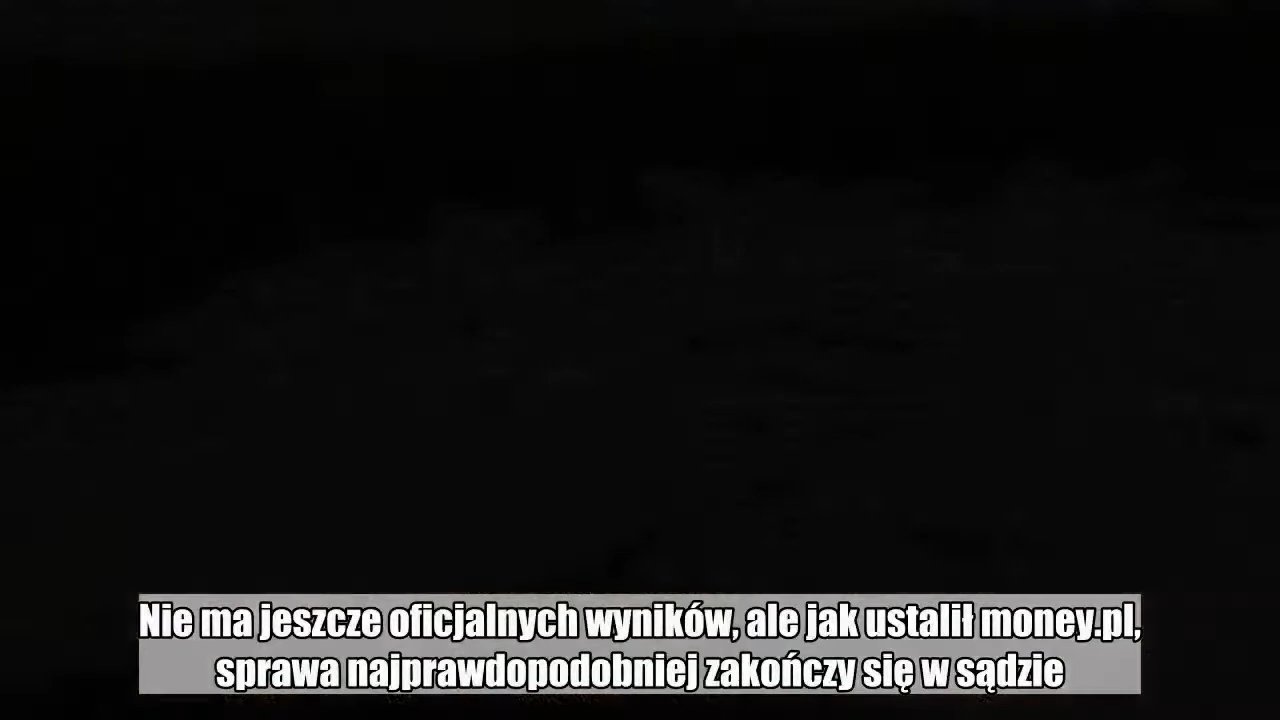 Nie ma jeszcze oficjalnych wyników, ale jak ustalił money.pl,
sprawa najprawdopodobniej zakończy się w sądzie